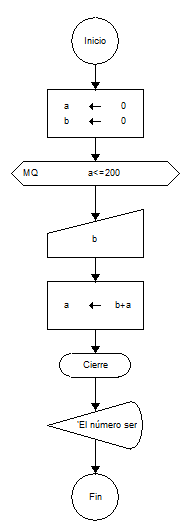 Inicio
a ← 0
b ← 0
MQ a<=200
b
a ← b+a
Cierre
'El número ser
Fin